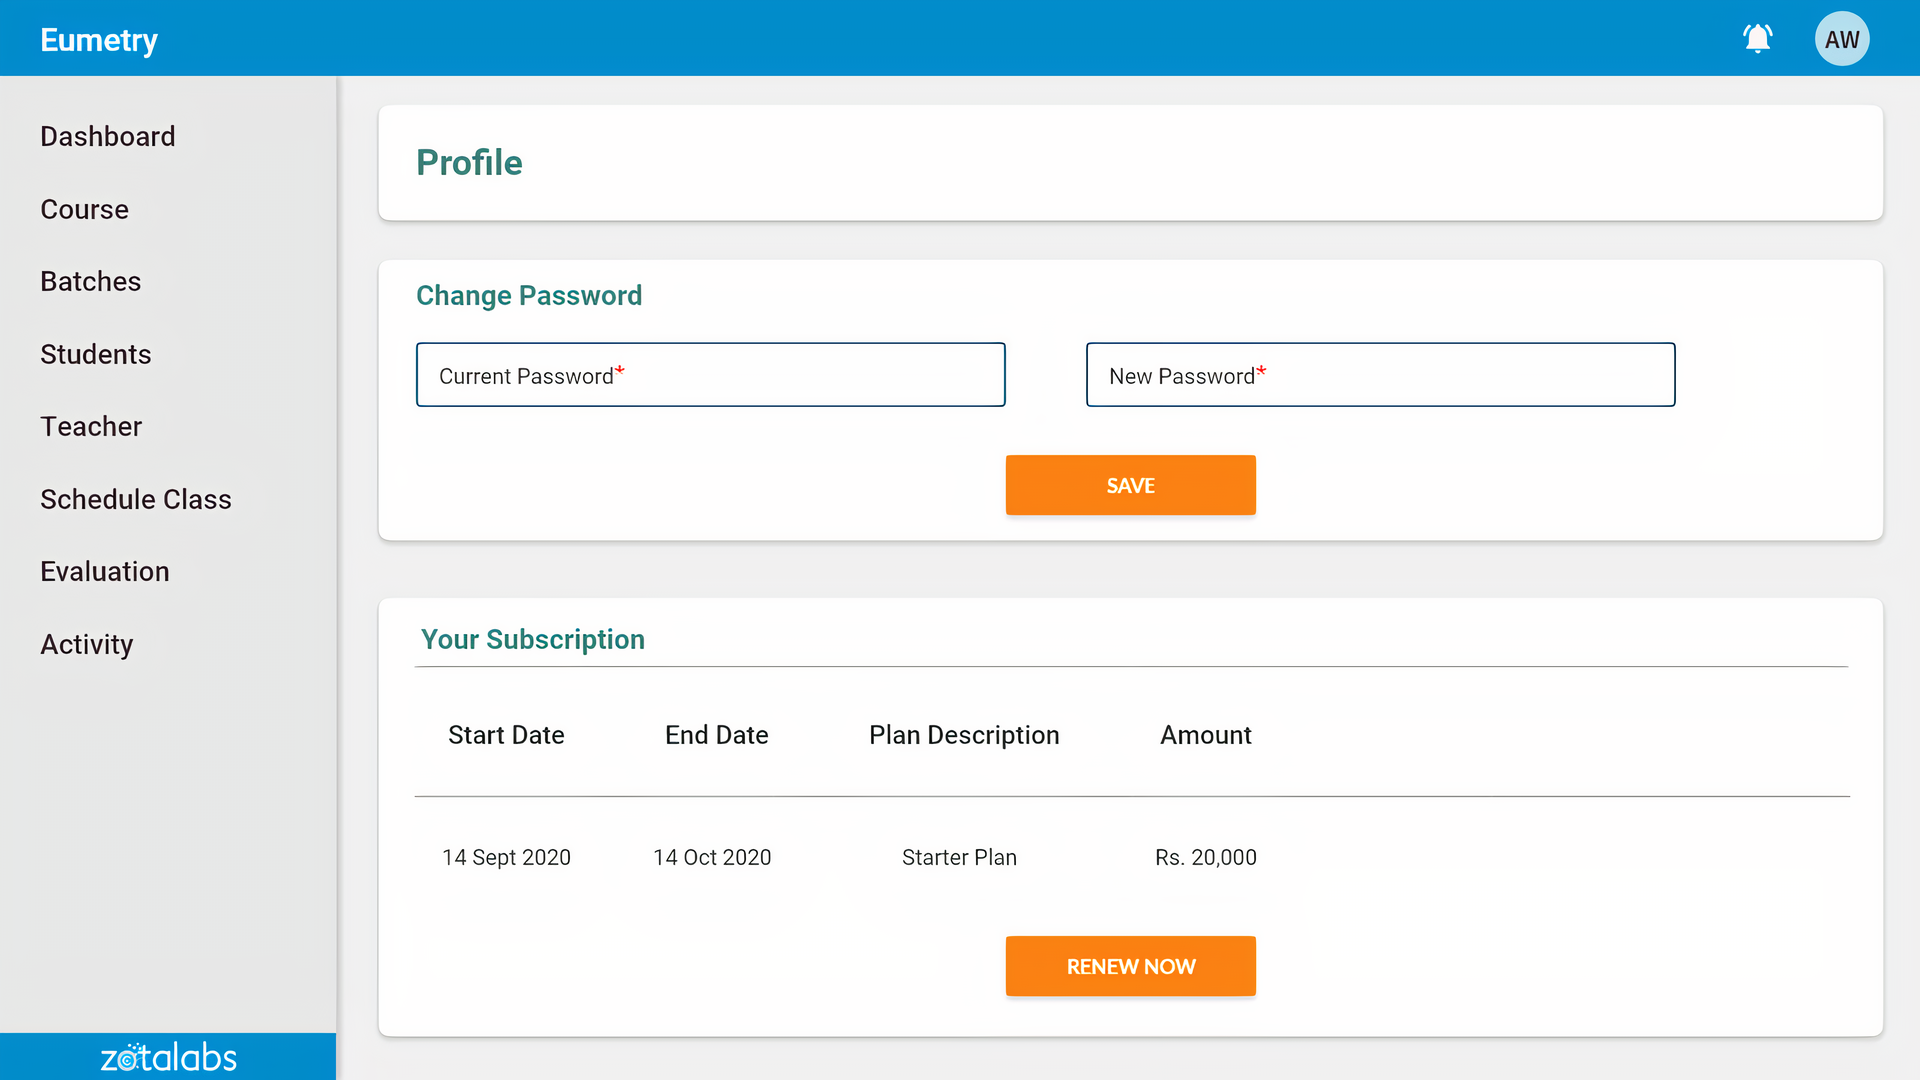 Eumetry
AW
Dashboard
Course
Batches
Students
Teacher
Schedule Class
Evaluation
Activity
zotalabs
Profile
Change Password
Current Password*
New Password*
SAVE
Your Subscription
Start Date End Date Plan Description Amount
14 Sept 2020 14 Oct 2020 Starter Plan Rs. 20,000
RENEW NOW